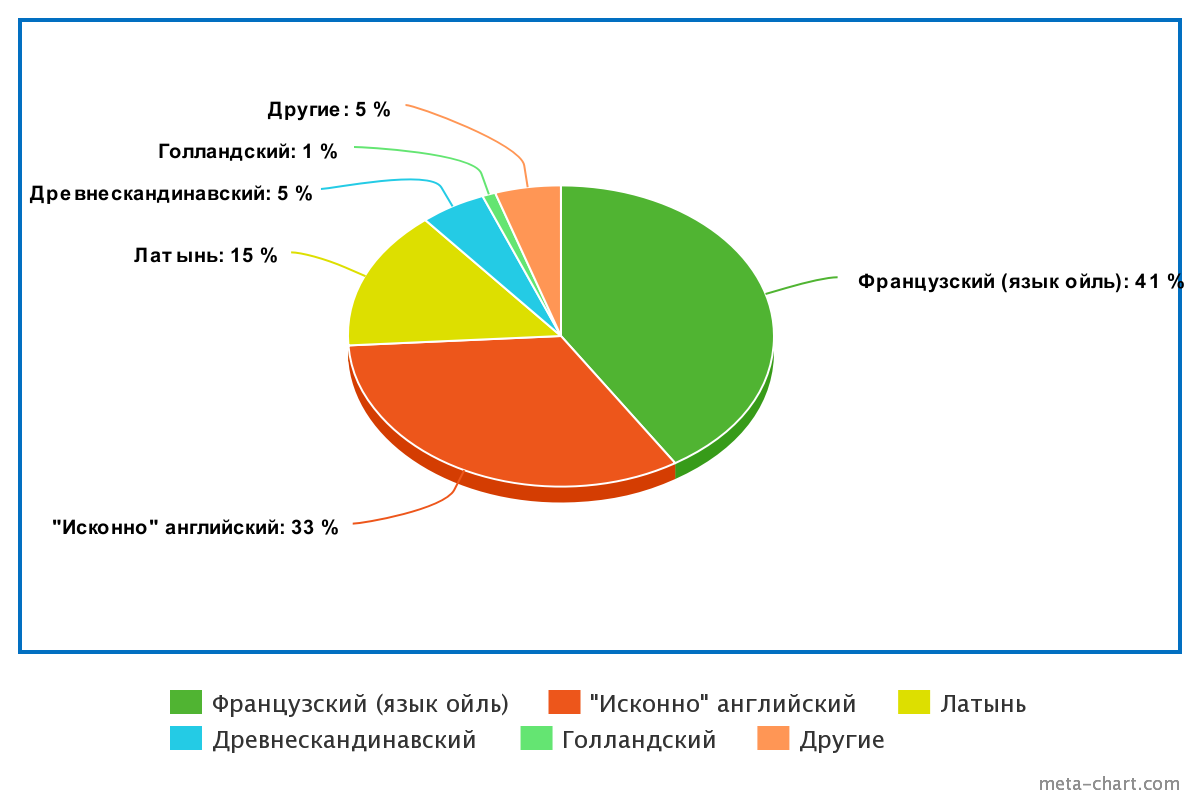 Другие: 5 %
Голландский: 1 %
Древнескандинавский: 5 %
Латынь: 15 %
Французский (язык ойль): 41 %
"Исконно" английский: 33 %
Французский (язык ойль) "Исконно" английский Латынь
Древнескандинавский Голландский Другие
meta-chart.com